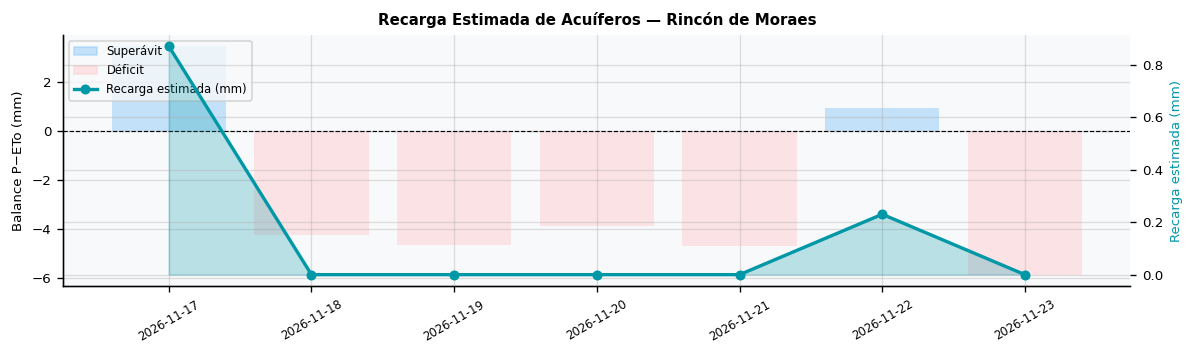 Recarga Estimada de Acuíferos — Rincón de Moraes
Superávit
Déficit
Recarga estimada (mm)
Balance P−ETo (mm)
2
0
−2
−4
−6
0.8
0.6
0.4
0.2
0.0
Recarga estimada (mm)
2026-11-17
2026-11-18
2026-11-19
2026-11-20
2026-11-21
2026-11-22
2026-11-23